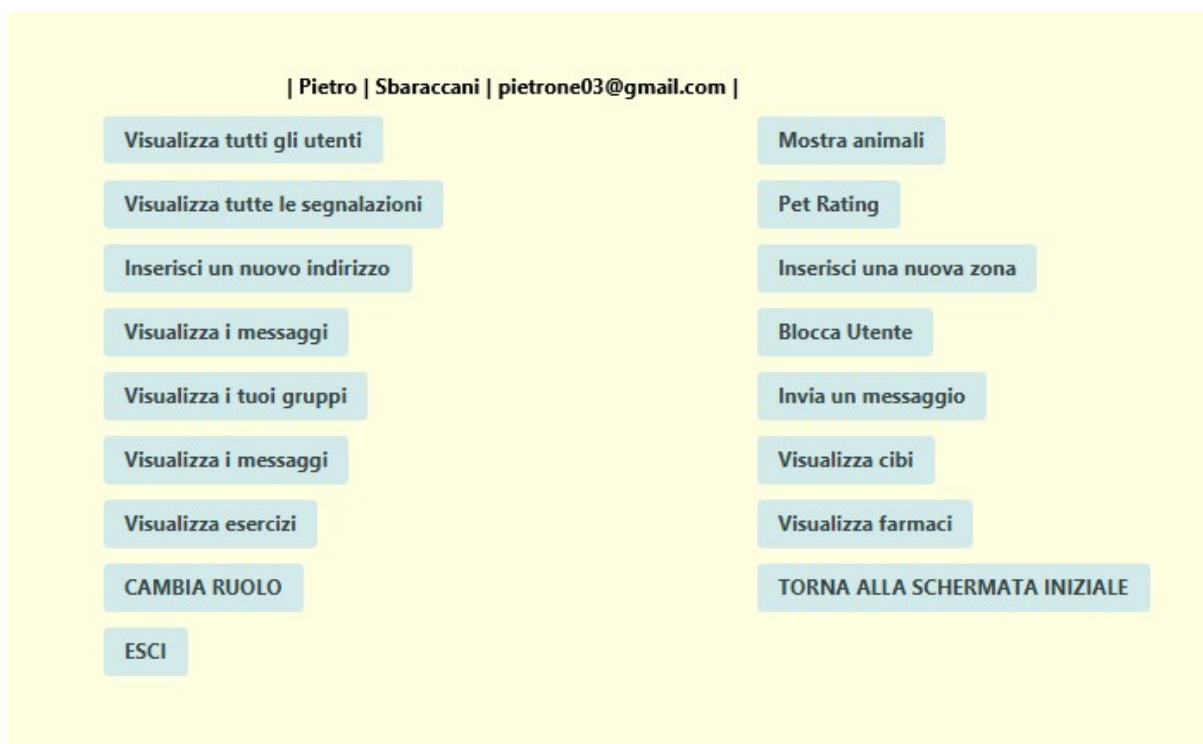 | Pietro | Sbaraccani | pietrone03@gmail.com |
Visualizza tutti gli utenti
Mostra animali
Visualizza tutte le segnalazioni
Pet Rating
Inserisci un nuovo indirizzo
Inserisci una nuova zona
Visualizza i messaggi
Blocca Utente
Visualizza i tuoi gruppi
Invia un messaggio
Visualizza i messaggi
Visualizza cibi
Visualizza esercizi
Visualizza farmaci
CAMBIA RUOLO
TORNA ALLA SCHERMATA INIZIALE
ESCI